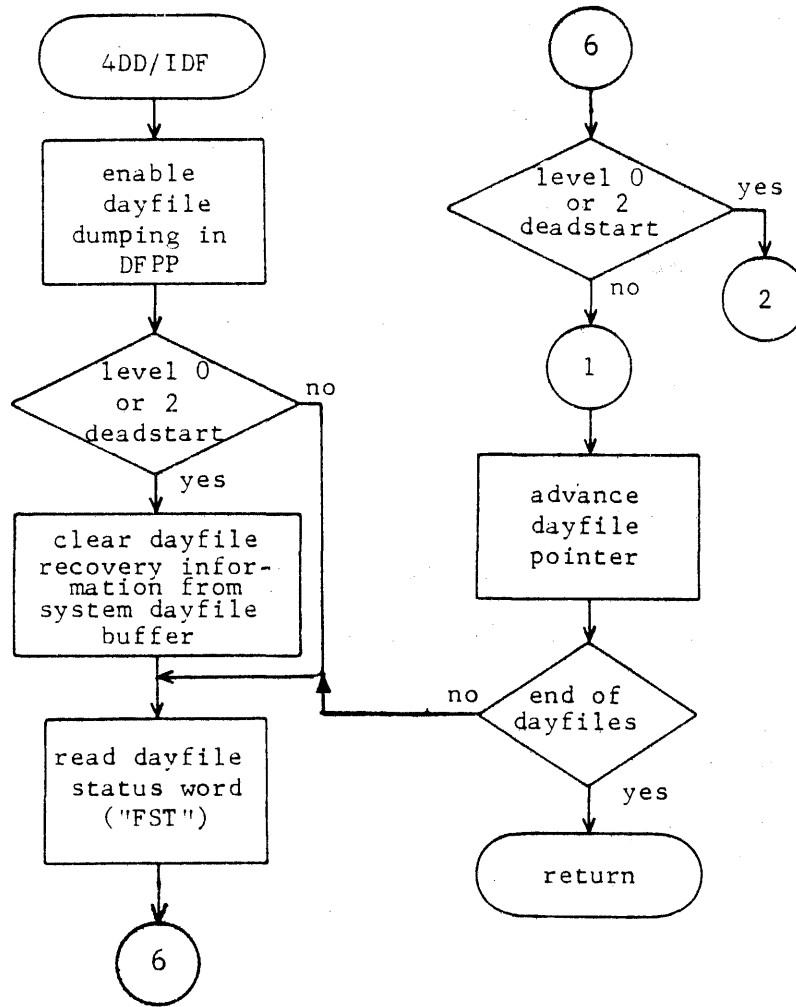 4DD/IDF
enable
dayfile
dumping in
DFPP
level 0
or 2
deadstart
no
yes
clear dayfile
recovery infor-
mation from
system dayfile
buffer
read dayfile
status word
("FST")
6
6
level 0
or 2
deadstart
yes
no
2
1
advance
dayfile
pointer
no
end of
dayfiles
yes
return